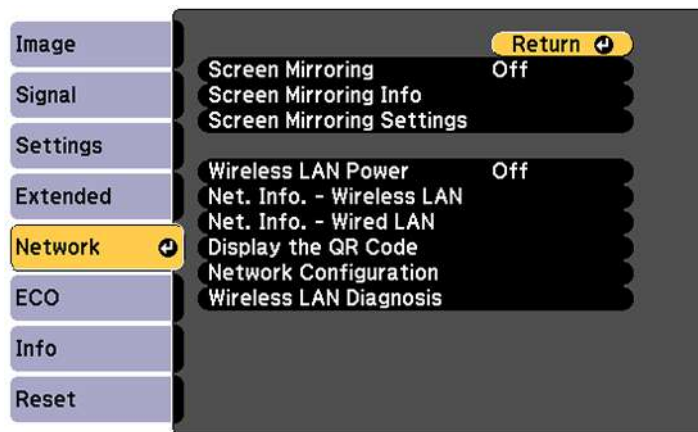 Image
Signal
Settings
Extended
Network
ECO
Info
Reset
Return
Screen Mirroring Off
Screen Mirroring Info
Screen Mirroring Settings
Wireless LAN Power Off
Net. Info. - Wireless LAN
Net. Info. - Wired LAN
Display the QR Code
Network Configuration
Wireless LAN Diagnosis